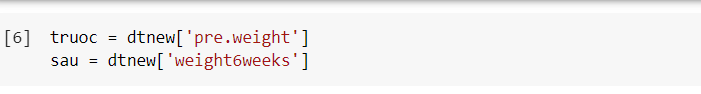 [6] truoc = dtnew['pre.weight']
sau = dtnew['weight6weeks']